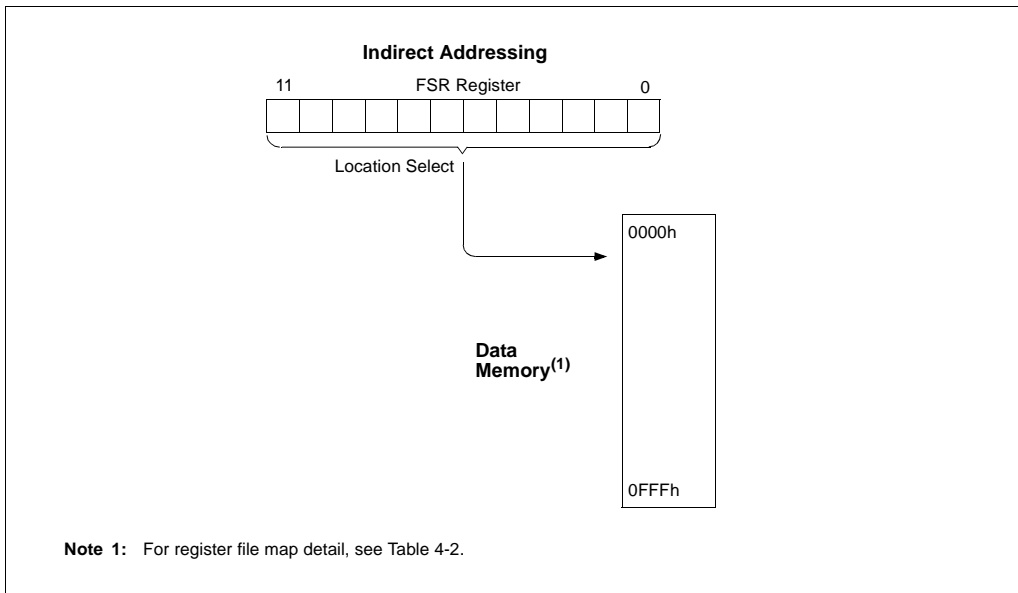 Indirect Addressing
11 FSR Register 0
Location Select
0000h
Data
Memory(1)
0FFFh
Note 1: For register file map detail, see Table 4-2.